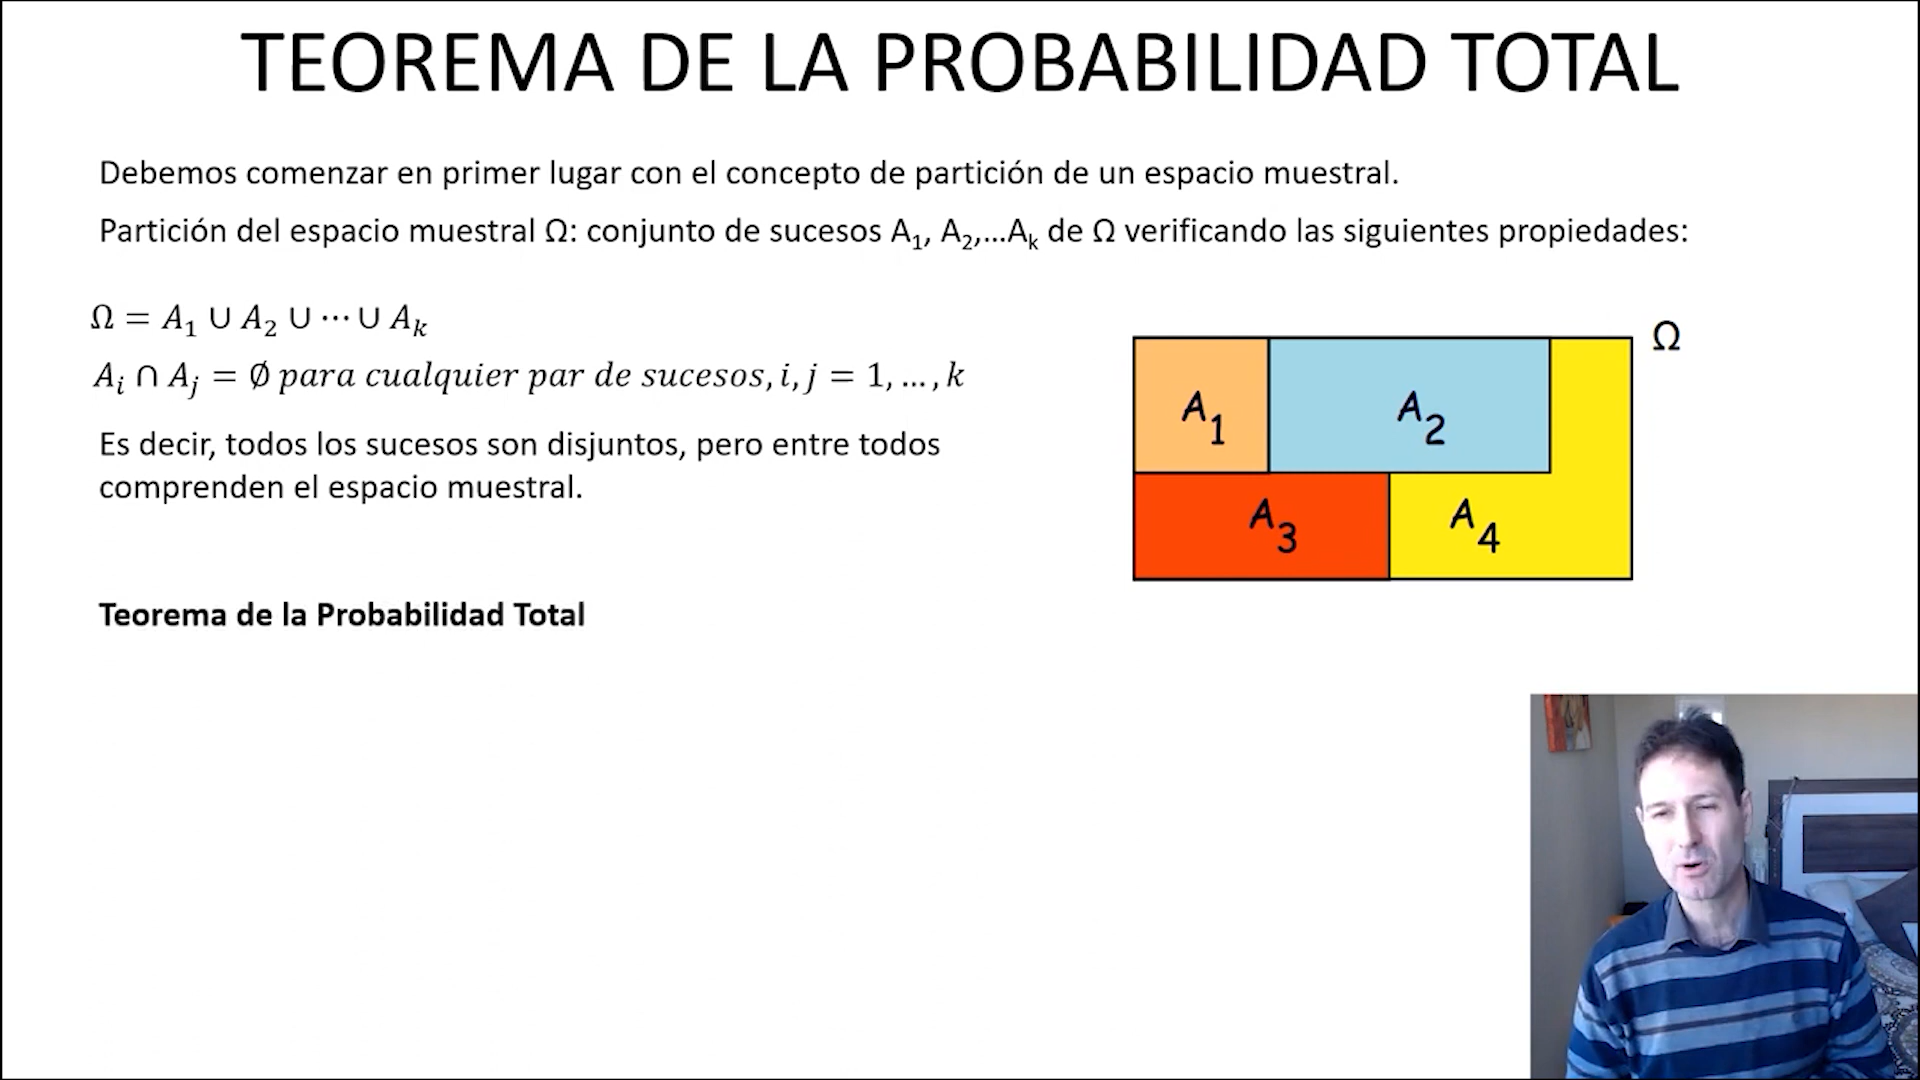 TEOREMA DE LA PROBABILIDAD TOTAL
Debemos comenzar en primer lugar con el concepto de partición de un espacio muestral.
Partición del espacio muestral Ω: conjunto de sucesos A₁, A₂,…Aₖ de Ω verificando las siguientes propiedades:
Ω = A₁ ∪ A₂ ∪ ⋯ ∪ Aₖ
Aᵢ ∩ Aⱼ = ∅ para cualquier par de sucesos, i, j = 1, … , k
Es decir, todos los sucesos son disjuntos, pero entre todos
comprenden el espacio muestral.
Ω
A₁
A₂
A₃
A₄
Teorema de la Probabilidad Total